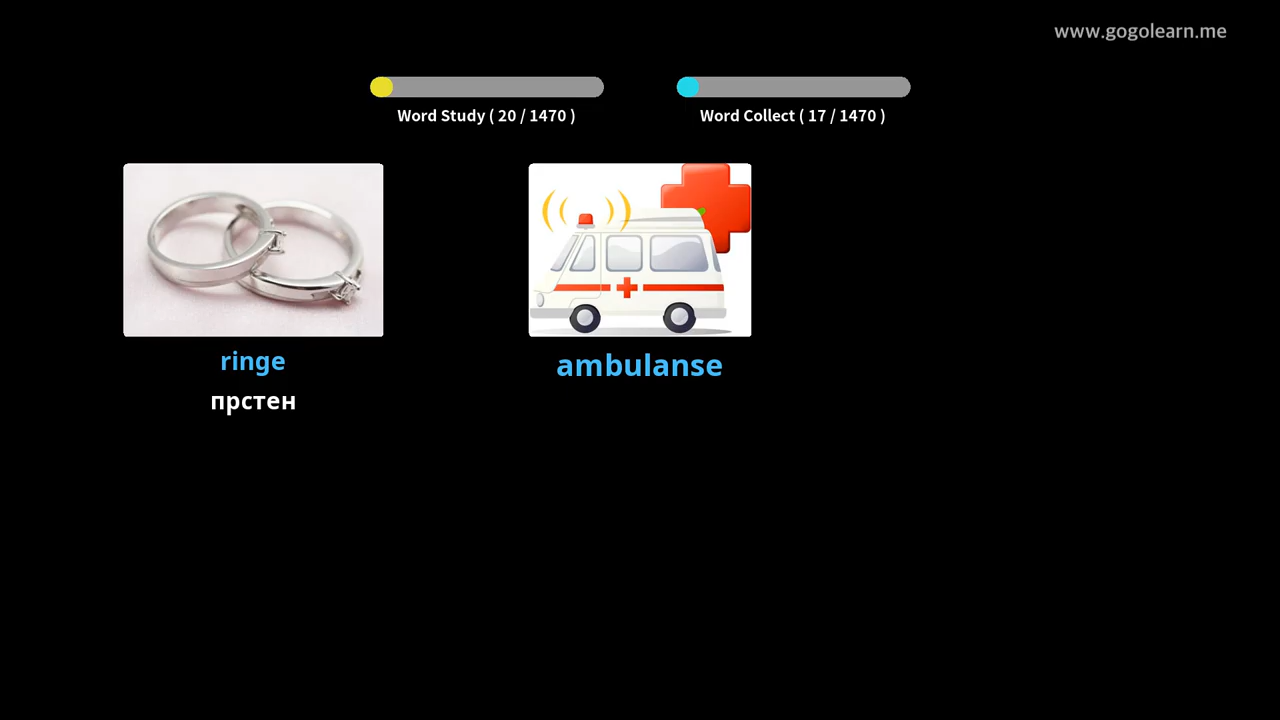 www.gogolearn.me
Word Study ( 20 / 1470 )
Word Collect ( 17 / 1470 )
ringe
прстен
ambulanse